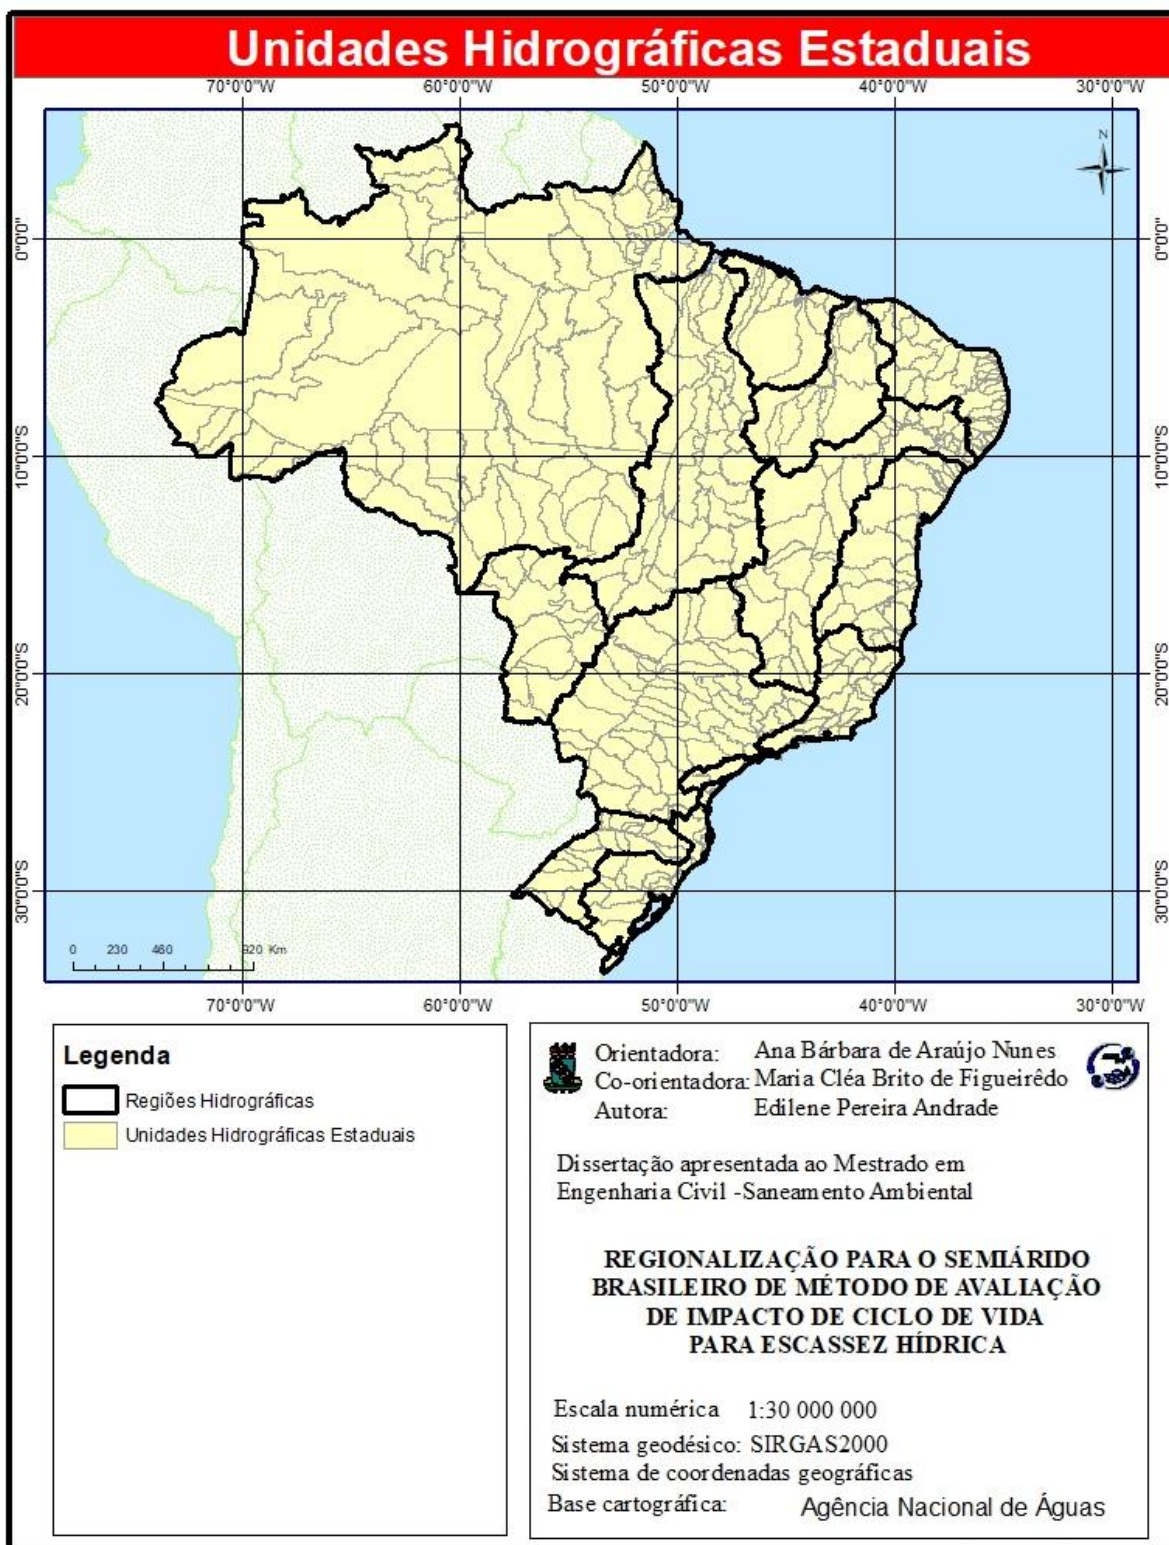 Unidades Hidrográficas Estaduais
70°0'0"W 60°0'0"W 50°0'0"W 40°0'0"W 30°0'0"W
N
0°0'0" 0°0'0"
10°0'0"S 10°0'0"S
20°0'0"S 20°0'0"S
30°0'0"S 30°0'0"S
0 230 460 920 Km
70°0'0"W 60°0'0"W 50°0'0"W 40°0'0"W 30°0'0"W
Legenda
Regiões Hidrográficas
Unidades Hidrográficas Estaduais
Orientadora: Ana Bárbara de Araújo Nunes
Co-orientadora: Maria Cléa Brito de Figueirêdo
Autora: Edilene Pereira Andrade
Dissertação apresentada ao Mestrado em
Engenharia Civil -Saneamento Ambiental
REGIONALIZAÇÃO PARA O SEMIÁRIDO
BRASILEIRO DE MÉTODO DE AVALIAÇÃO
DE IMPACTO DE CICLO DE VIDA
PARA ESCASSEZ HÍDRICA
Escala numérica 1:30 000 000
Sistema geodésico: SIRGAS2000
Sistema de coordenadas geográficas
Base cartográfica: Agência Nacional de Águas